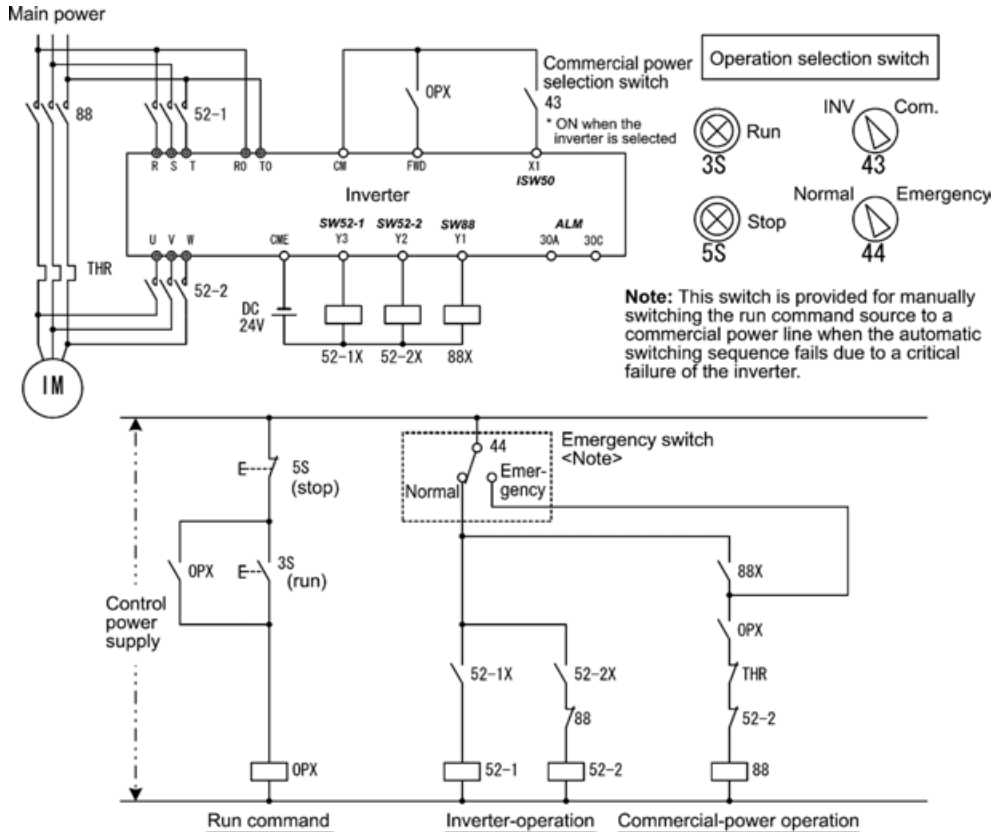 Main power
88
52-1
OPX
Commercial power
selection switch
43
* ON when the
inverter is selected
R S T R0 T0 CM FWD X1
ISW50
Inverter
SW52-1 SW52-2 SW88 ALM
U V W CME Y3 Y2 Y1 30A 30C
THR
52-2
DC
24V
52-1X 52-2X 88X
IM
Operation selection switch
Run
3S
INV Com.
43
Stop
5S
Normal Emergency
44
Note: This switch is provided for manually
switching the run command source to a
commercial power line when the automatic
switching sequence fails due to a critical
failure of the inverter.
Control
power
supply
E
5S
(stop)
OPX
E
3S
(run)
OPX
44
Normal
Emer-
gency
Emergency switch
<Note>
52-1X
52-2X
88
52-1
52-2
88X
OPX
THR
52-2
88
Run command
Inverter-operation
Commercial-power operation